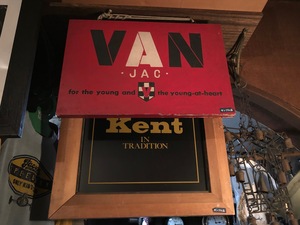 VAN
·JAC·
for the young and the young-at-heart
Kent
IN
TRADITION